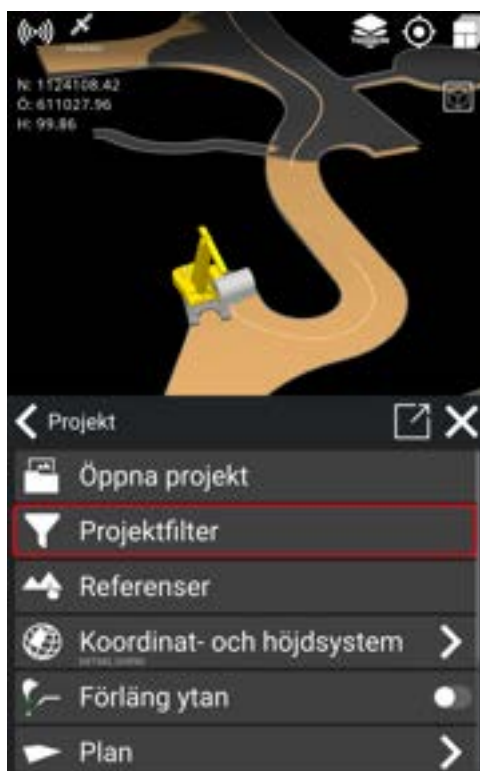 N: 1124108.42
Ö: 611027.96
H: 99.86
Projekt
Öppna projekt
Projektfilter
Referenser
Koordinat- och höjdsystem
Förläng ytan
Plan